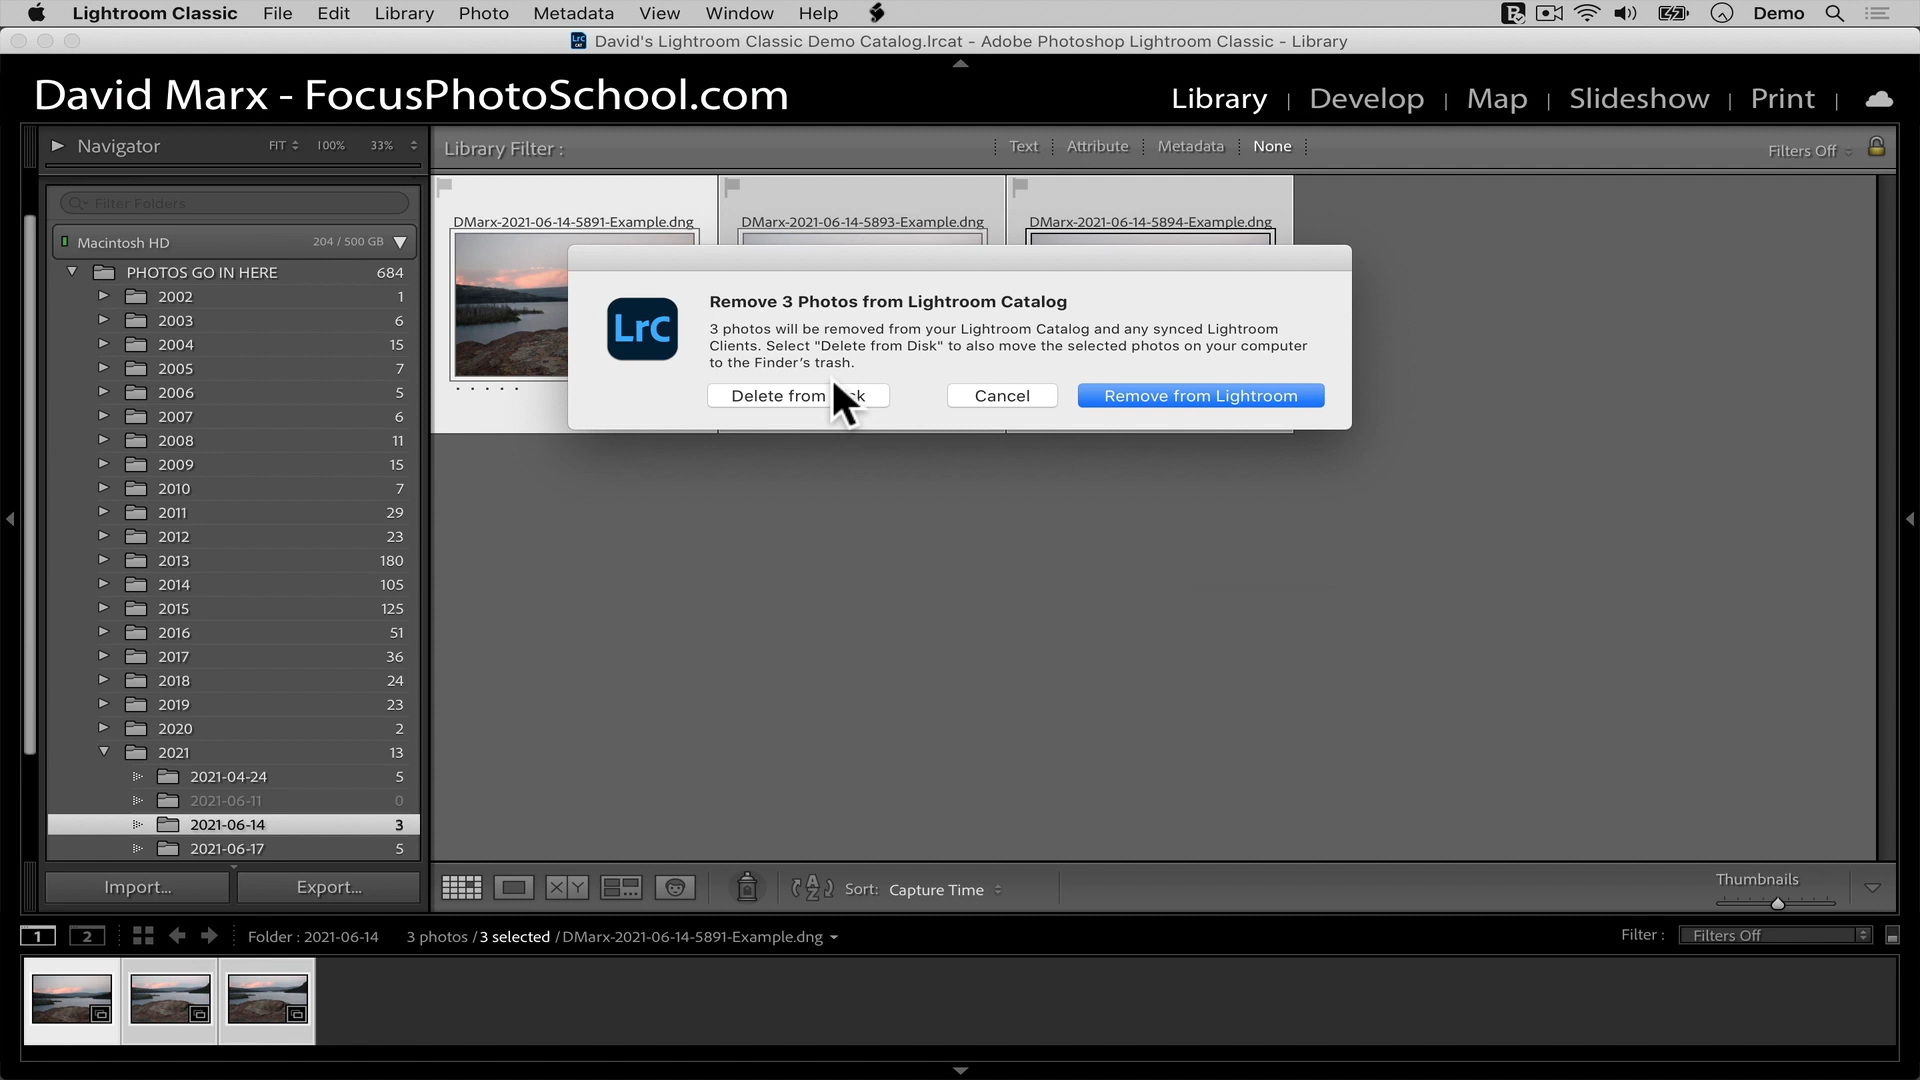 Lightroom Classic File Edit Library Photo Metadata View Window Help Demo
LrC CAT David's Lightroom Classic Demo Catalog.lrcat - Adobe Photoshop Lightroom Classic - Library
David Marx - FocusPhotoSchool.com
Library | Develop | Map | Slideshow | Print |
Navigator FIT 100% 33%
Library Filter : Text Attribute Metadata None Filters Off
Filter Folders
Macintosh HD 204 / 500 GB
PHOTOS GO IN HERE 684
2002 1
2003 6
2004 15
2005 7
2006 5
2007 6
2008 11
2009 15
2010 7
2011 29
2012 23
2013 180
2014 105
2015 125
2016 51
2017 36
2018 24
2019 23
2020 2
2021 13
2021-04-24 5
2021-06-11 0
2021-06-14 3
2021-06-17 5
Import... Export...
DMarx-2021-06-14-5891-Example.dng DMarx-2021-06-14-5893-Example.dng DMarx-2021-06-14-5894-Example.dng
LrC
Remove 3 Photos from Lightroom Catalog
3 photos will be removed from your Lightroom Catalog and any synced Lightroom
Clients. Select "Delete from Disk" to also move the selected photos on your computer
to the Finder's trash.
Delete from Cancel Remove from Lightroom
XY Sort: Capture Time Thumbnails
1 2 Folder : 2021-06-14 3 photos / 3 selected / DMarx-2021-06-14-5891-Example.dng Filter : Filters Off